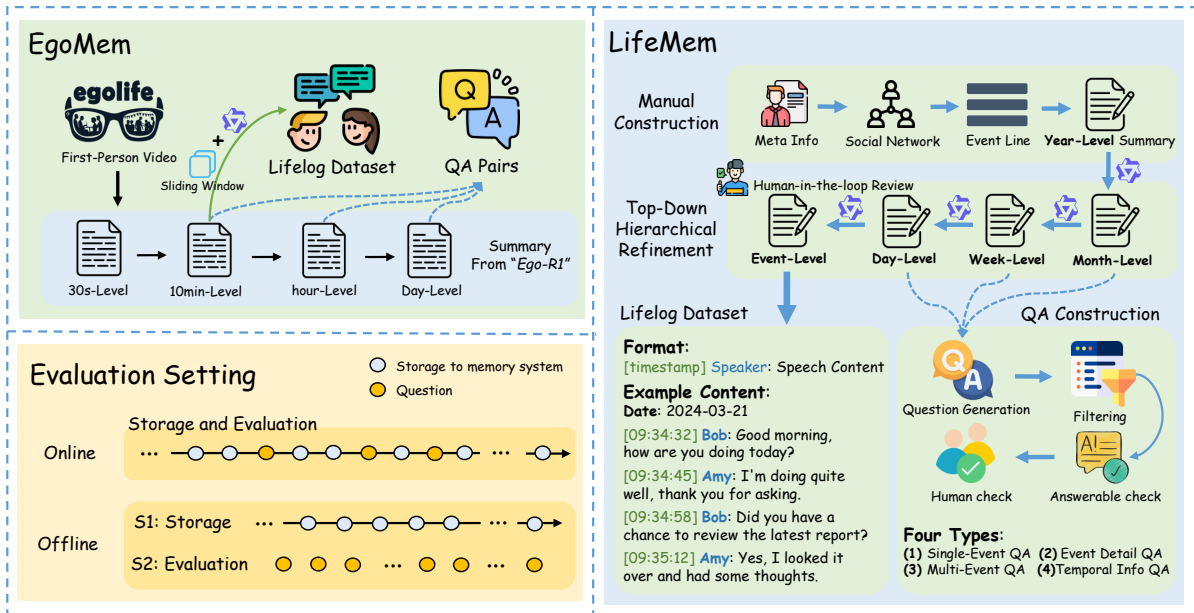 EgoMem
egolife
First-Person Video
+
Sliding Window
Lifelog Dataset
Q
A
QA Pairs
30s-Level
10min-Level
hour-Level
Day-Level
Summary
From "Ego-R1"
Evaluation Setting
Storage to memory system
Question
Storage and Evaluation
Online
...
...
Offline
S1: Storage
...
...
S2: Evaluation
...
...
LifeMem
Manual
Construction
Meta Info
Social Network
Event Line
Year-Level Summary
Human-in-the-loop Review
Top-Down
Hierarchical
Refinement
Event-Level
Day-Level
Week-Level
Month-Level
Lifelog Dataset
Format:
[timestamp] Speaker: Speech Content
Example Content:
Date: 2024-03-21
[09:34:32] Bob: Good morning,
how are you doing today?
[09:34:45] Amy: I'm doing quite
well, thank you for asking.
[09:34:58] Bob: Did you have a
chance to review the latest report?
[09:35:12] Amy: Yes, I looked it
over and had some thoughts.
QA Construction
Q
A
Question Generation
Filtering
Human check
A!
Answerable check
Four Types:
(1) Single-Event QA (2) Event Detail QA
(3) Multi-Event QA (4)Temporal Info QA